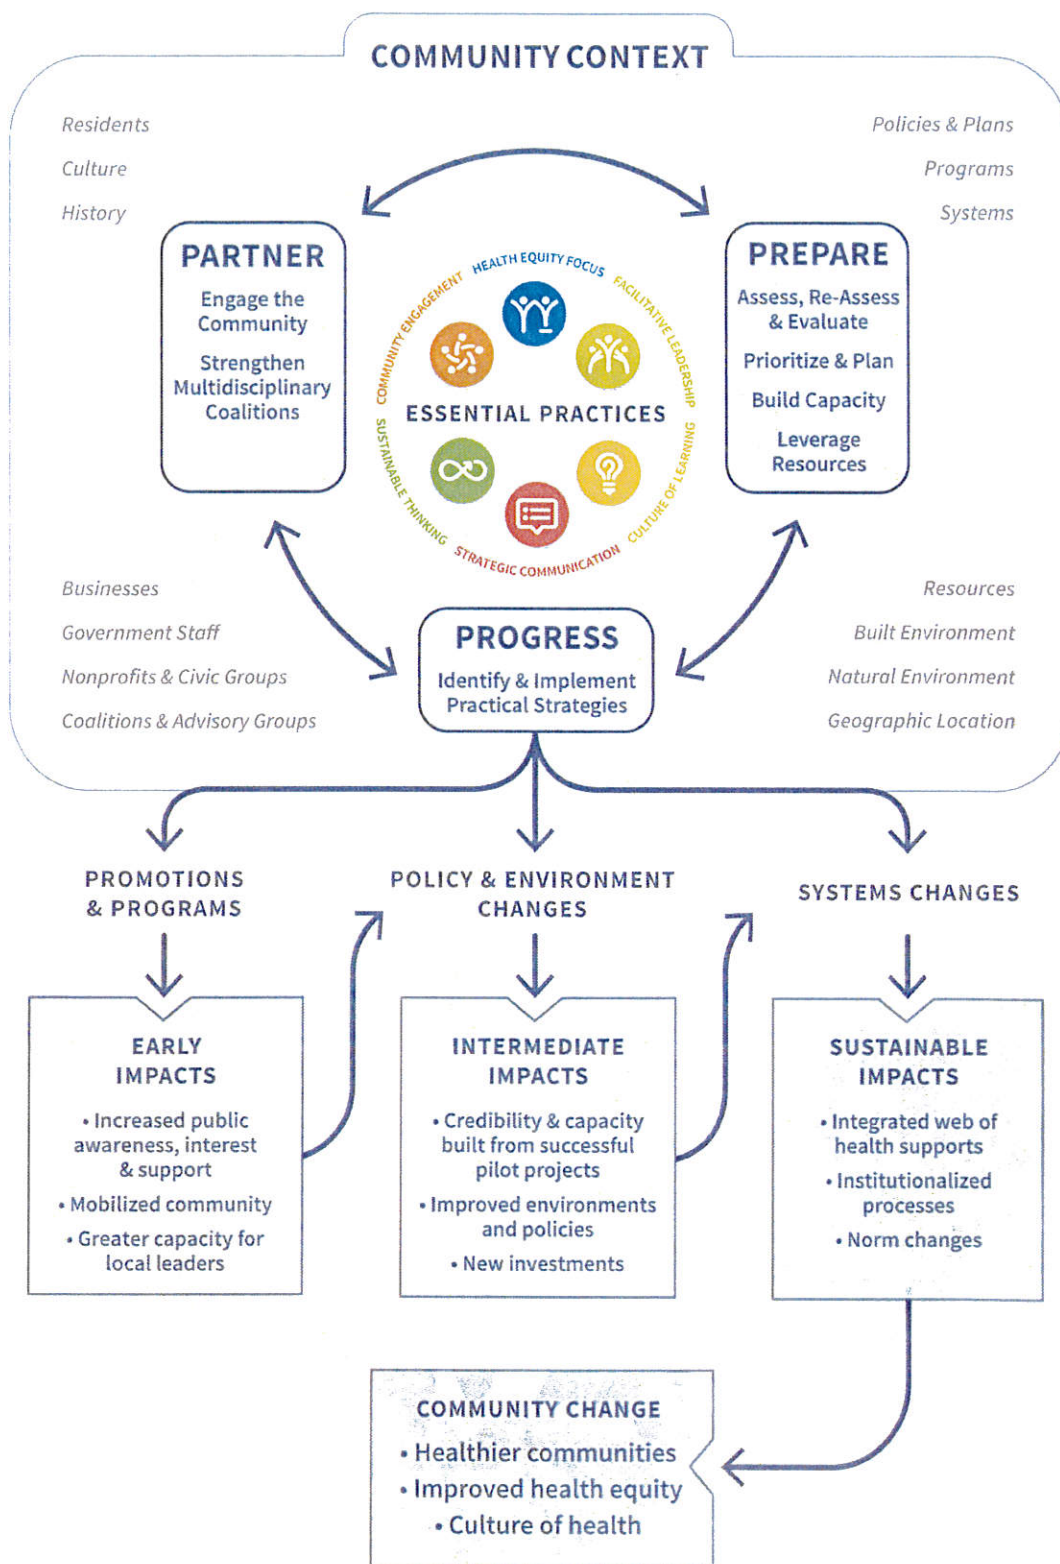 COMMUNITY CONTEXT
Residents
Culture
History
Policies & Plans
Programs
Systems
PARTNER
Engage the
Community
Strengthen
Multidisciplinary
Coalitions
HEALTH EQUITY FOCUS
FACILITATIVE LEADERSHIP
CULTURE OF LEARNING
STRATEGIC COMMUNICATION
SUSTAINABLE THINKING
COMMUNITY ENGAGEMENT
ESSENTIAL PRACTICES
PREPARE
Assess, Re-Assess
& Evaluate
Prioritize & Plan
Build Capacity
Leverage
Resources
Businesses
Government Staff
Nonprofits & Civic Groups
Coalitions & Advisory Groups
PROGRESS
Identify & Implement
Practical Strategies
Resources
Built Environment
Natural Environment
Geographic Location
PROMOTIONS
& PROGRAMS
POLICY & ENVIRONMENT
CHANGES
SYSTEMS CHANGES
EARLY
IMPACTS
• Increased public
awareness, interest
& support
• Mobilized community
• Greater capacity for
local leaders
INTERMEDIATE
IMPACTS
• Credibility & capacity
built from successful
pilot projects
• Improved environments
and policies
• New investments
SUSTAINABLE
IMPACTS
• Integrated web of
health supports
• Institutionalized
processes
• Norm changes
COMMUNITY CHANGE
• Healthier communities
• Improved health equity
• Culture of health